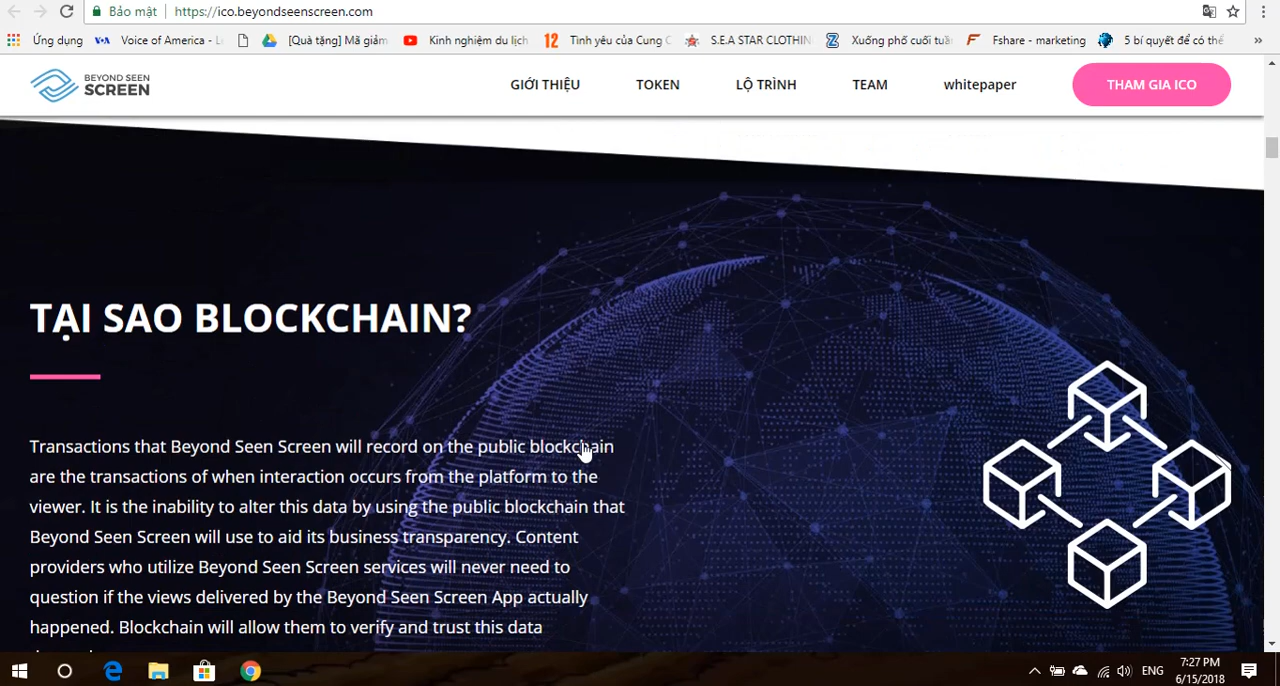 Bảo mật https://ico.beyondseenscreen.com
Ứng dụng VOA Voice of America - L [Quà tặng] Mã giảm Kinh nghiệm du lịch 12 Tình yêu của Cung C S.E.A STAR CLOTHIN Xuống phố cuối tuầ Fshare - marketing 5 bí quyết để có thể »
BEYOND SEEN
SCREEN
GIỚI THIỆU TOKEN LỘ TRÌNH TEAM whitepaper THAM GIA ICO
TẠI SAO BLOCKCHAIN?
Transactions that Beyond Seen Screen will record on the public blockchain
are the transactions of when interaction occurs from the platform to the
viewer. It is the inability to alter this data by using the public blockchain that
Beyond Seen Screen will use to aid its business transparency. Content
providers who utilize Beyond Seen Screen services will never need to
question if the views delivered by the Beyond Seen Screen App actually
happened. Blockchain will allow them to verify and trust this data
ENG
7:27 PM
6/15/2018